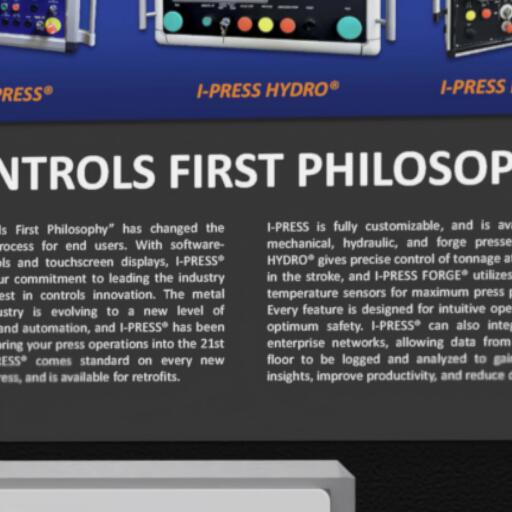 PRESS®
I-PRESS HYDRO®
I-PRESS
NTROLS FIRST PHILOSOP
ls First Philosophy" has changed the
rocess for end users. With software-
ols and touchscreen displays, I-PRESS®
ur commitment to leading the industry
est in controls innovation. The metal
ustry is evolving to a new level of
and automation, and I-PRESS® has been
bring your press operations into the 21st
RESS® comes standard on every new
ress, and is available for retrofits.
I-PRESS is fully customizable, and is ava
mechanical, hydraulic, and forge presse
HYDRO® gives precise control of tonnage at
in the stroke, and I-PRESS FORGE® utilizes
temperature sensors for maximum press p
Every feature is designed for intuitive ope
optimum safety. I-PRESS® can also integ
enterprise networks, allowing data from
floor to be logged and analyzed to gai
insights, improve productivity, and reduce